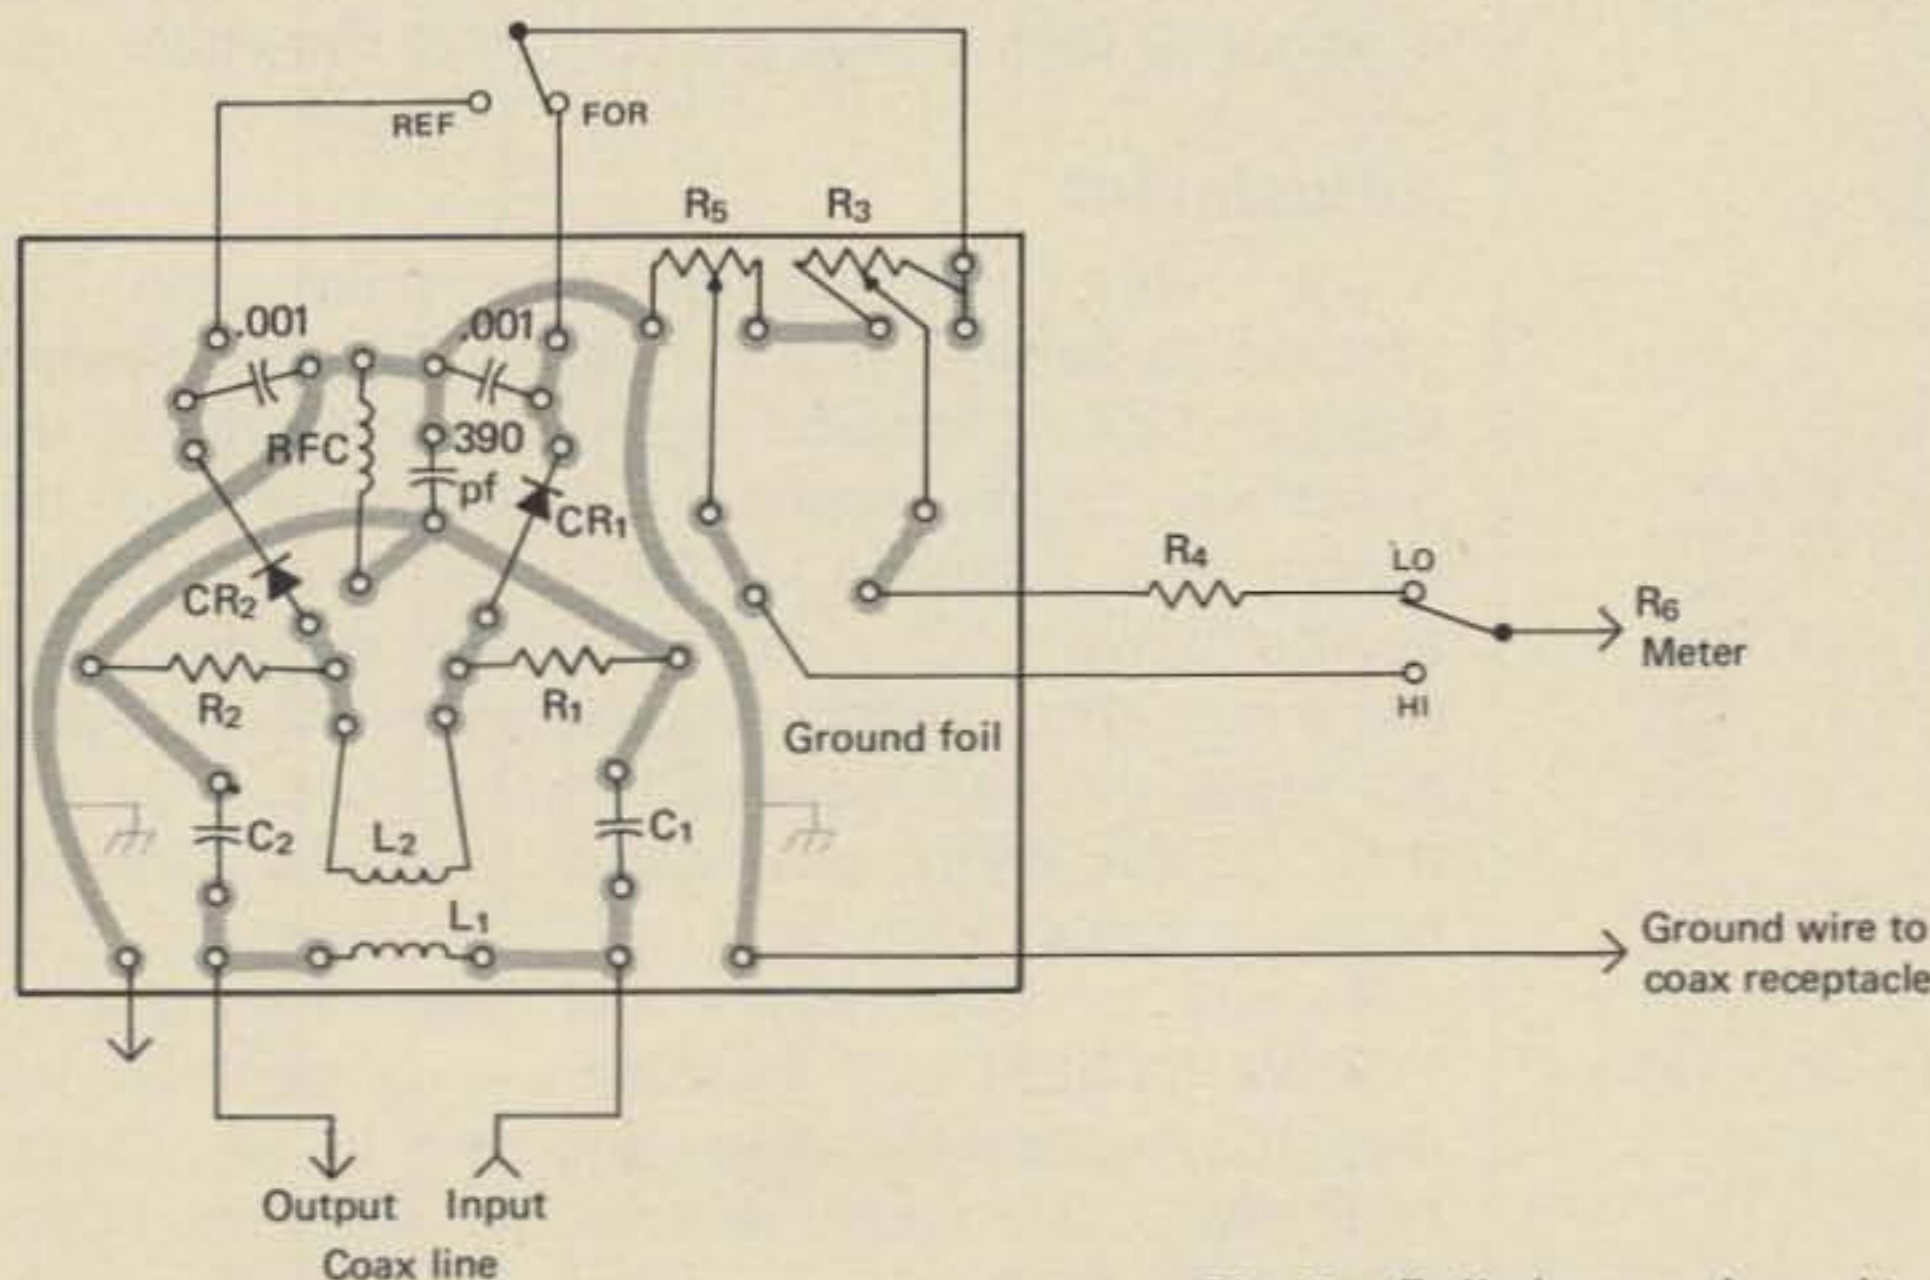 REF
FOR
R5
R3
.001
.001
RFC
390
pf
CR1
CR2
R4
LO
R6
Meter
R2
R1
HI
Ground foil
C2
L2
C1
L1
Ground wire to
coax receptacle
Output Input
Coax line